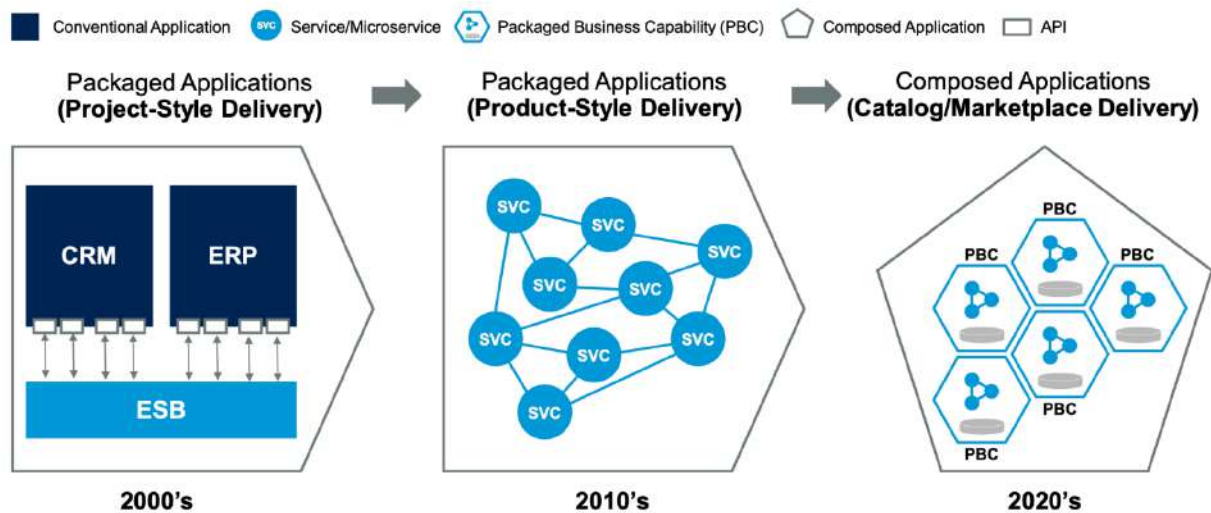 SVC
Conventional Application
Service/Microservice
Packaged Business Capability (PBC)
Composed Application
API
Packaged Applications
(Project-Style Delivery)
Packaged Applications
(Product-Style Delivery)
Composed Applications
(Catalog/Marketplace Delivery)
CRM
ERP
ESB
SVC
SVC
SVC
SVC
SVC
SVC
SVC
SVC
SVC
PBC
PBC
PBC
PBC
PBC
2000's
2010's
2020's